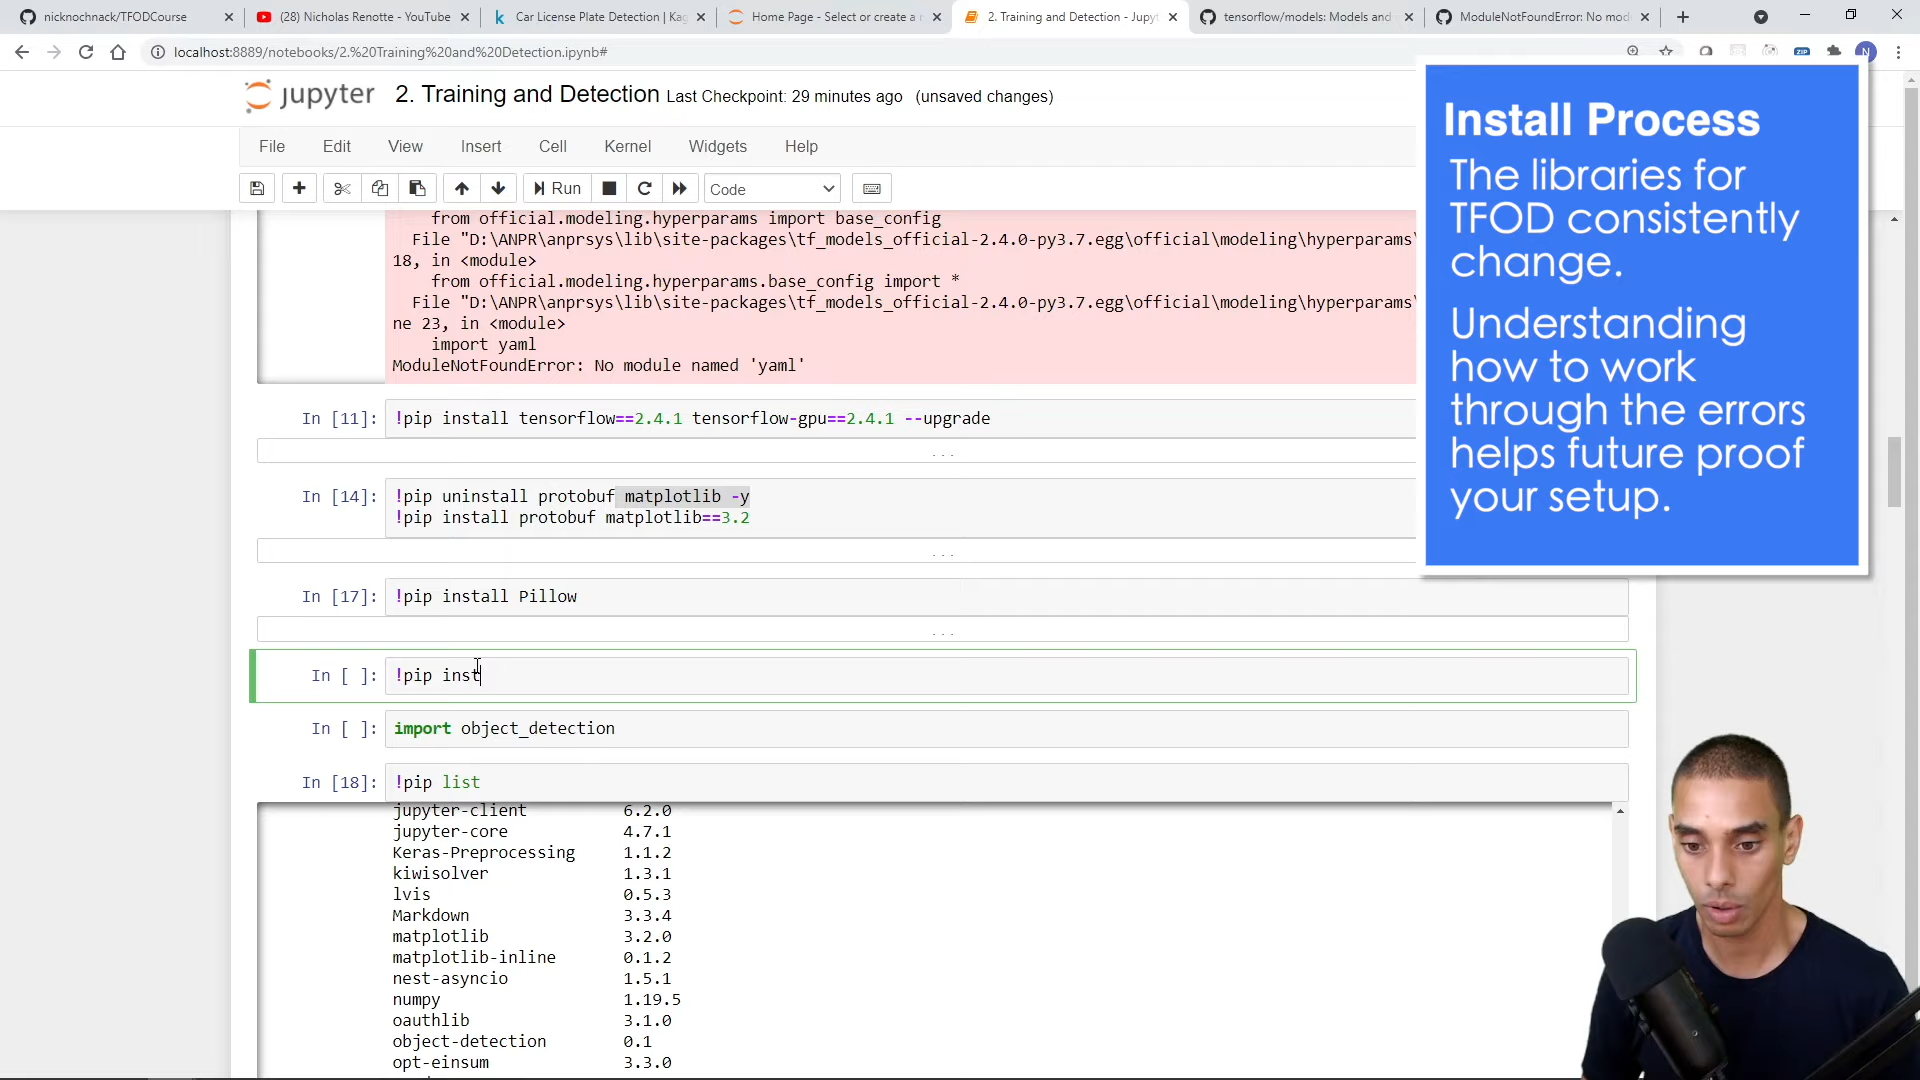 nicknochnack/TFODCourse
(28) Nicholas Renotte - YouTube
Car License Plate Detection | Kag
Home Page - Select or create a n
2. Training and Detection - Jupyt
tensorflow/models: Models and
ModuleNotFoundError: No mod
localhost:8889/notebooks/2.%20Training%20and%20Detection.ipynb#
ZIP
N
jupyter
2. Training and Detection Last Checkpoint: 29 minutes ago (unsaved changes)
File Edit View Insert Cell Kernel Widgets Help
Run
Code
from official.modeling.hyperparams import base_config
File "D:\ANPR\anprsys\lib\site-packages\tf_models_official-2.4.0-py3.7.egg\official\modeling\hyperparams\
18, in <module>
from official.modeling.hyperparams.base_config import *
File "D:\ANPR\anprsys\lib\site-packages\tf_models_official-2.4.0-py3.7.egg\official\modeling\hyperparams\
ne 23, in <module>
import yaml
ModuleNotFoundError: No module named 'yaml'
In [11]: !pip install tensorflow==2.4.1 tensorflow-gpu==2.4.1 --upgrade
...
In [14]: !pip uninstall protobuf matplotlib -y
!pip install protobuf matplotlib==3.2
...
In [17]: !pip install Pillow
...
In [ ]: !pip inst
In [ ]: import object_detection
In [18]: !pip list
jupyter-client 6.2.0
jupyter-core 4.7.1
Keras-Preprocessing 1.1.2
kiwisolver 1.3.1
lvis 0.5.3
Markdown 3.3.4
matplotlib 3.2.0
matplotlib-inline 0.1.2
nest-asyncio 1.5.1
numpy 1.19.5
oauthlib 3.1.0
object-detection 0.1
opt-einsum 3.3.0
Install Process
The libraries for
TFOD consistently
change.
Understanding
how to work
through the errors
helps future proof
your setup.